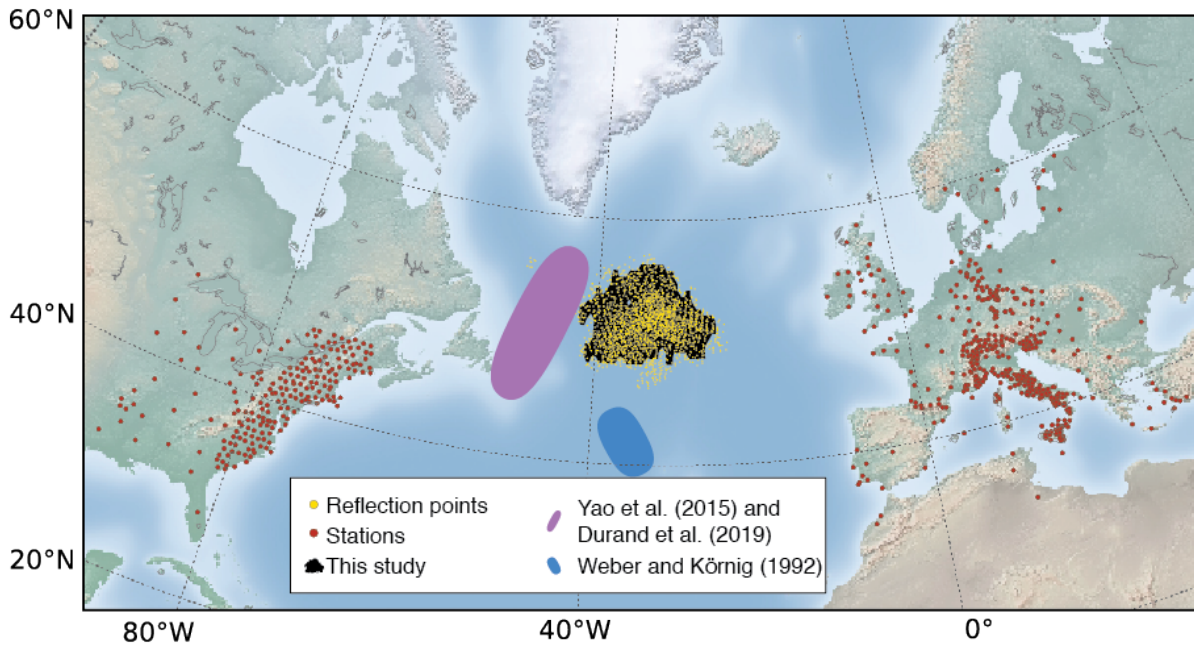 60°N
40°N
20°N
Reflection points
Stations
This study
Yao et al. (2015) and
Durand et al. (2019)
Weber and Körnig (1992)
80°W
40°W
0°